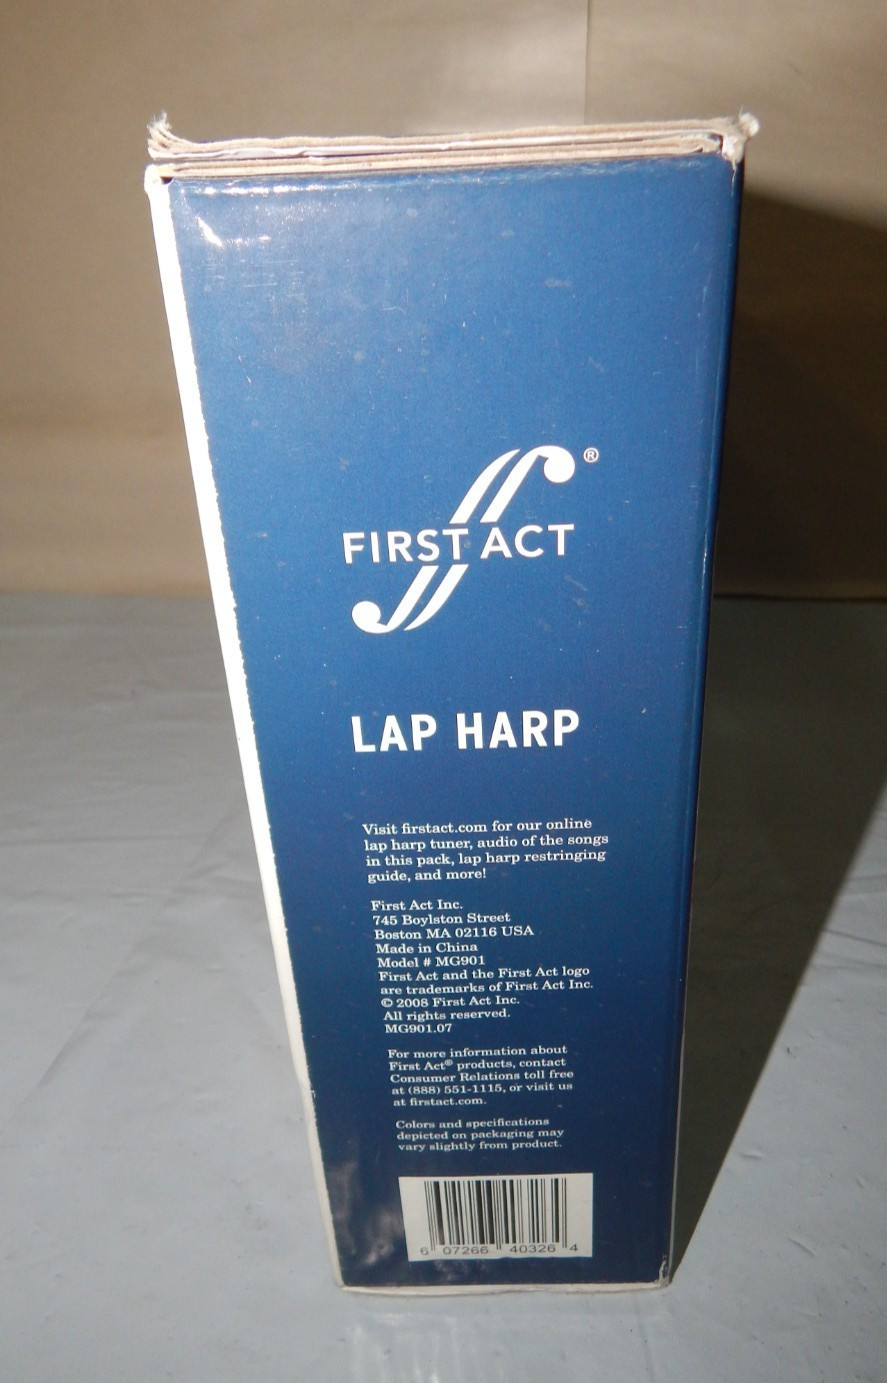 FIRST ACT®
LAP HARP
Visit firstact.com for our online
lap harp tuner, audio of the songs
in this pack, lap harp restringing
guide, and more!
First Act Inc.
745 Boylston Street
Boston MA 02116 USA
Made in China
Model # MG901
First Act and the First Act logo
are trademarks of First Act Inc.
© 2008 First Act Inc.
All rights reserved.
MG901.07
For more information about
First Act® products, contact
Consumer Relations toll free
at (888) 551-1115, or visit us
at firstact.com.
Colors and specifications
depicted on packaging may
vary slightly from product.
6 07266 40326 4